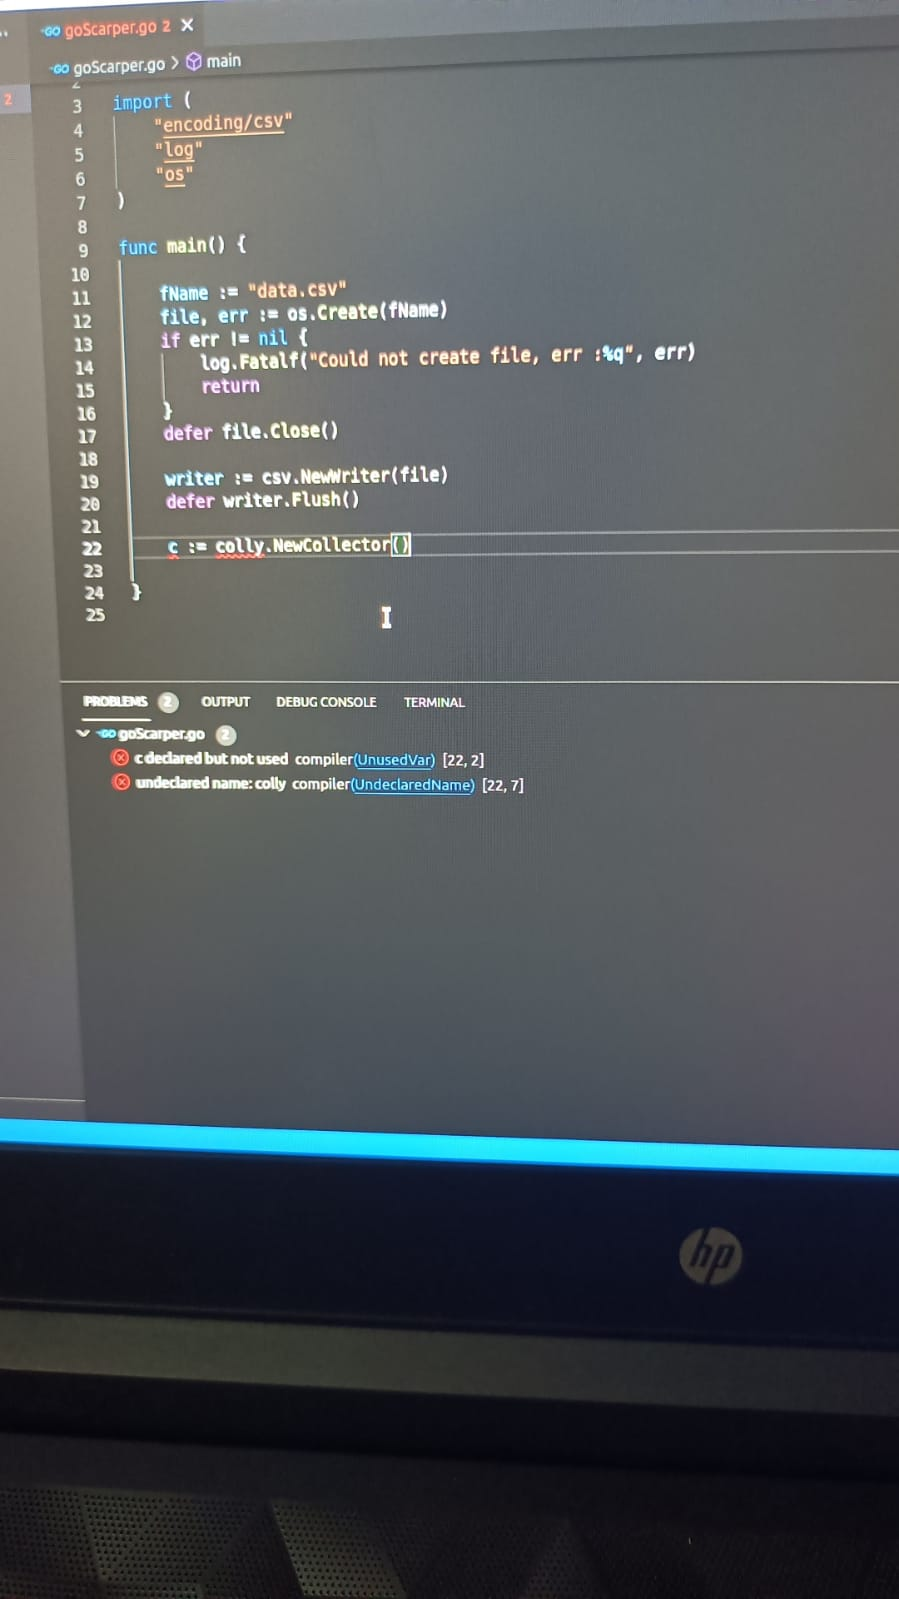 GO goScarper.go 2 ×
GO goScarper.go > main
2
2
3 import (
4 "encoding/csv"
5 "log"
6 "os"
7 )
8
9 func main() {
10
11 fName := "data.csv"
12 file, err := os.Create(fName)
13 if err != nil {
14 log.Fatalf("Could not create file, err :%q", err)
15 return
16 }
17 defer file.Close()
18
19 writer := csv.NewWriter(file)
20 defer writer.Flush()
21
22 c := colly.NewCollector()
23
24 }
25
PROBLEMS 2 OUTPUT DEBUG CONSOLE TERMINAL
GO goScarper.go 2
c declared but not used compiler(UnusedVar) [22, 2]
undeclared name: colly compiler(UndeclaredName) [22, 7]
hp